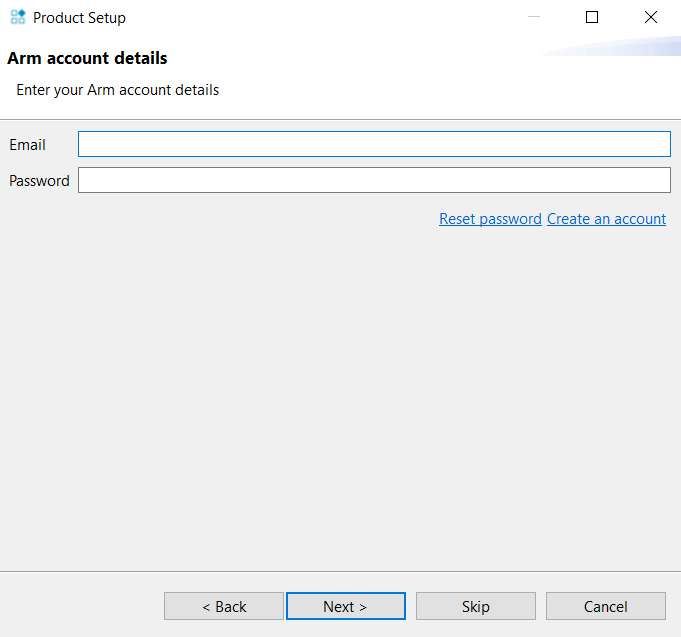 Product Setup
Arm account details
Enter your Arm account details
Email
Password
Reset password Create an account
< Back Next > Skip Cancel